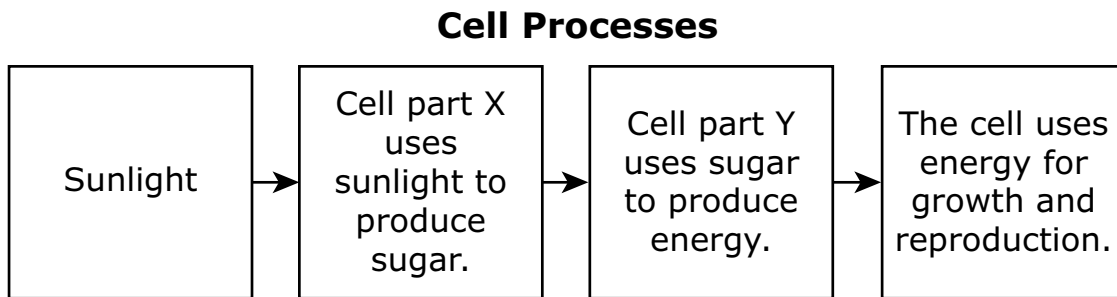 Cell Processes
Sunlight
Cell part X
uses
sunlight to
produce
sugar.
Cell part Y
uses sugar
to produce
energy.
The cell uses
energy for
growth and
reproduction.